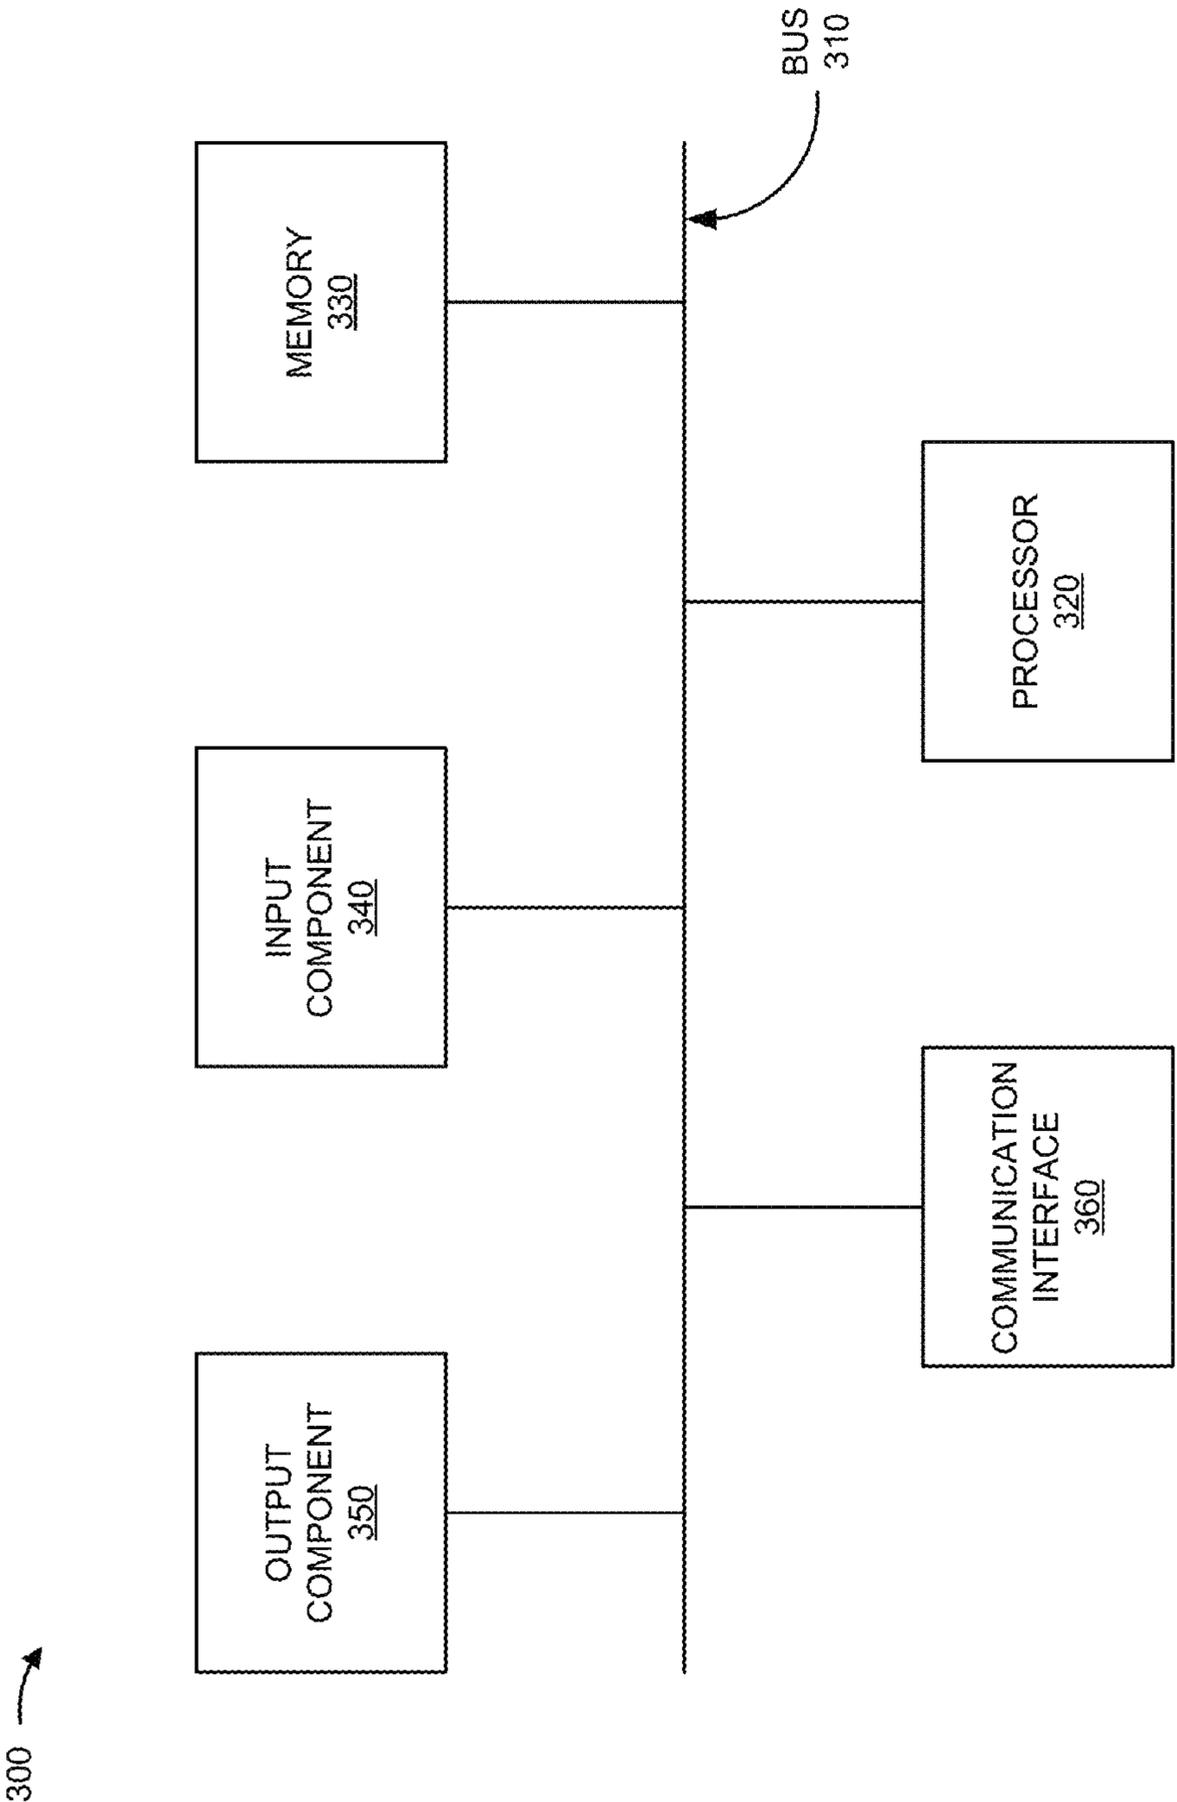 300
OUTPUT
COMPONENT
350
INPUT
COMPONENT
340
MEMORY
330
BUS
310
COMMUNICATION
INTERFACE
360
PROCESSOR
320